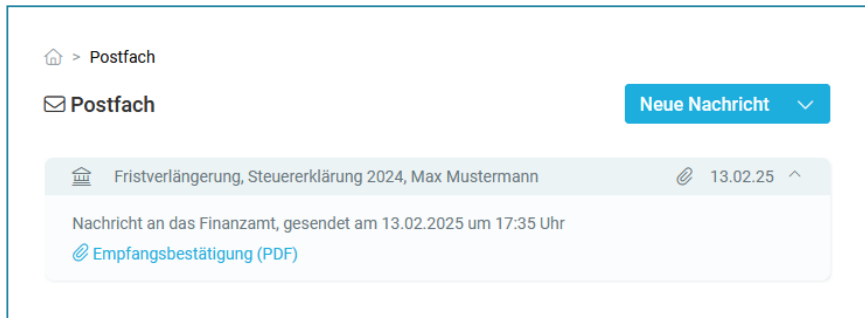 > Postfach
Postfach
Neue Nachricht
Fristverlängerung, Steuererklärung 2024, Max Mustermann 13.02.25
Nachricht an das Finanzamt, gesendet am 13.02.2025 um 17:35 Uhr
Empfangsbestätigung (PDF)